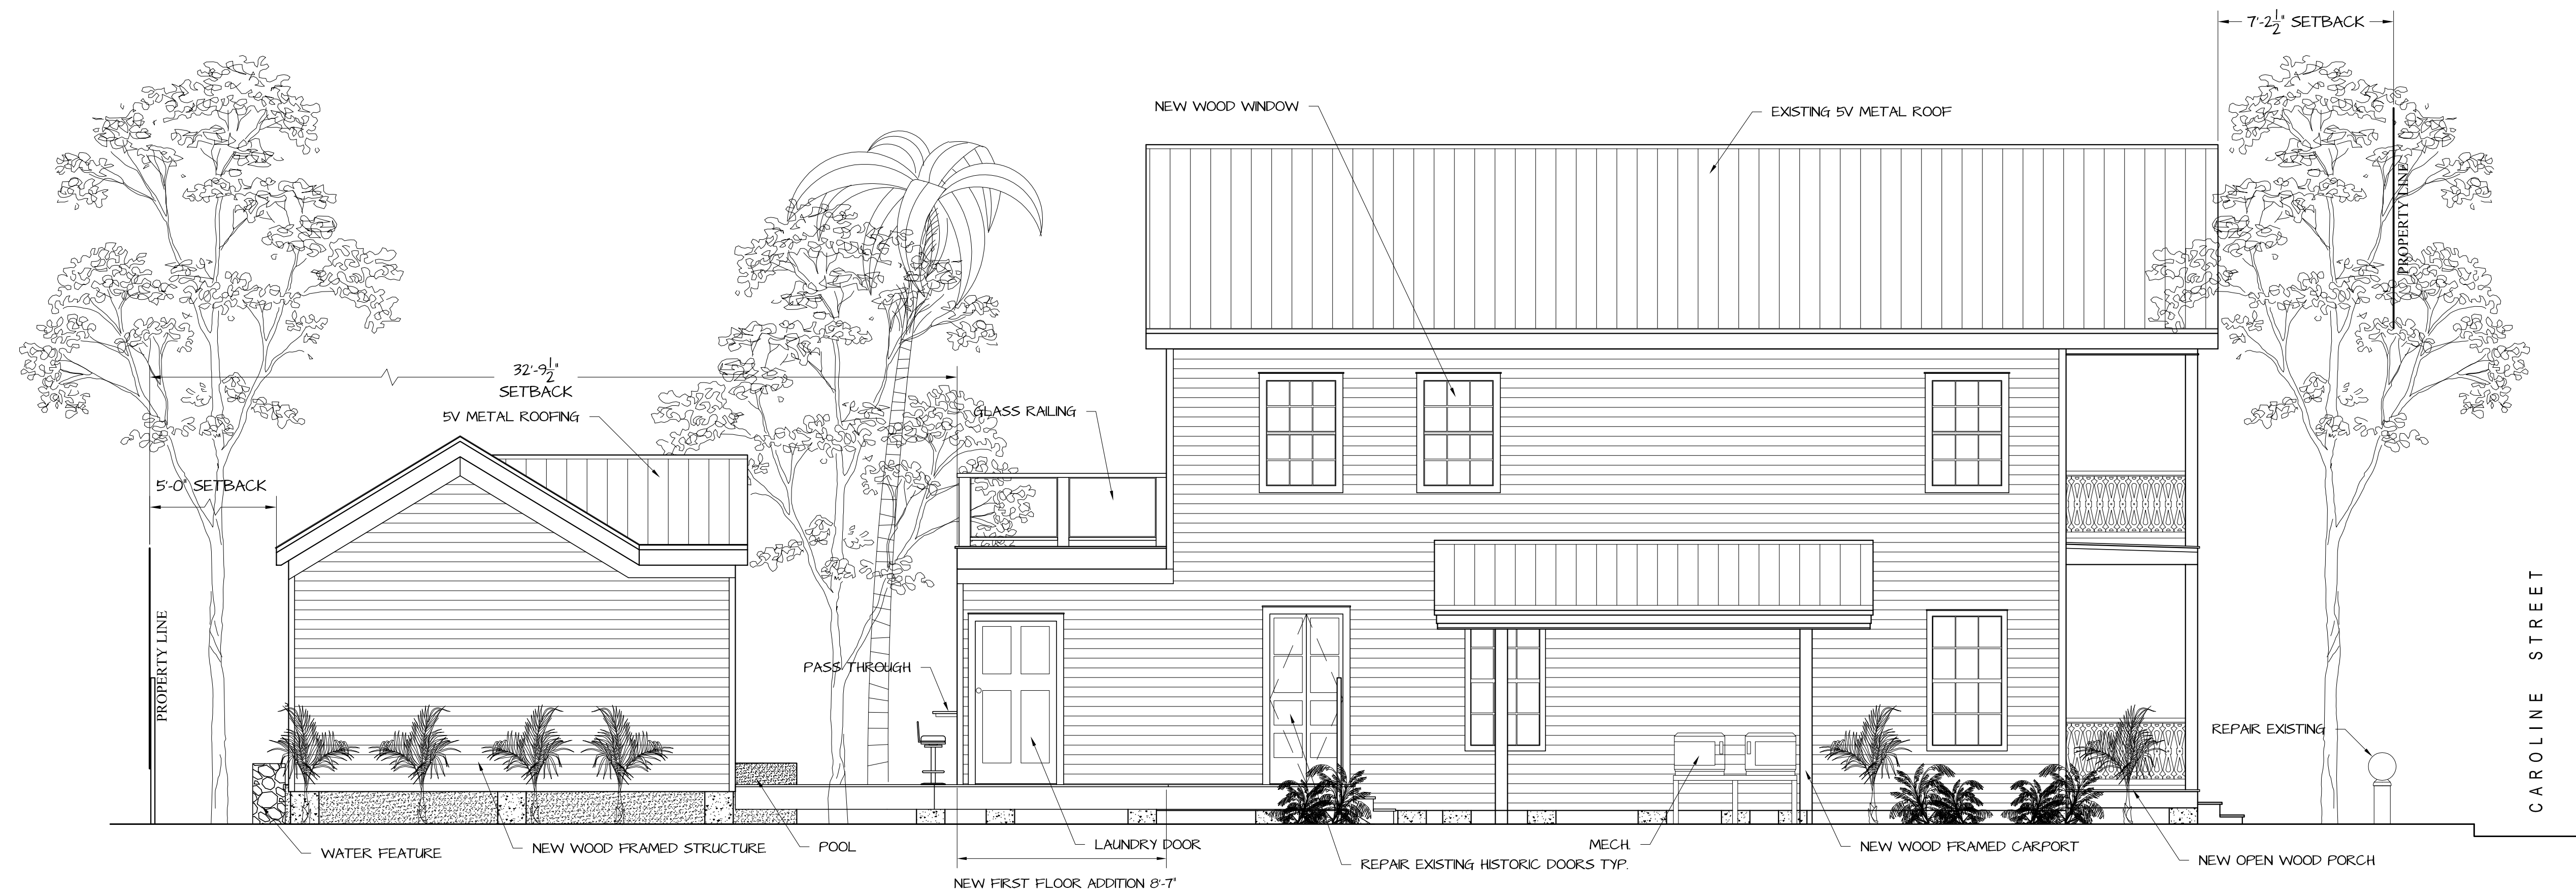 7'-2 1/2" SETBACK
NEW WOOD WINDOW
EXISTING 5V METAL ROOF
PROPERTY LINE
32'-9 1/2"
SETBACK
5V METAL ROOFING
GLASS RAILING
5'-0" SETBACK
PROPERTY LINE
PASS THROUGH
CAROLINE STREET
REPAIR EXISTING
WATER FEATURE
NEW WOOD FRAMED STRUCTURE
POOL
LAUNDRY DOOR
MECH.
NEW WOOD FRAMED CARPORT
REPAIR EXISTING HISTORIC DOORS TYP.
NEW OPEN WOOD PORCH
NEW FIRST FLOOR ADDITION 8'-7"